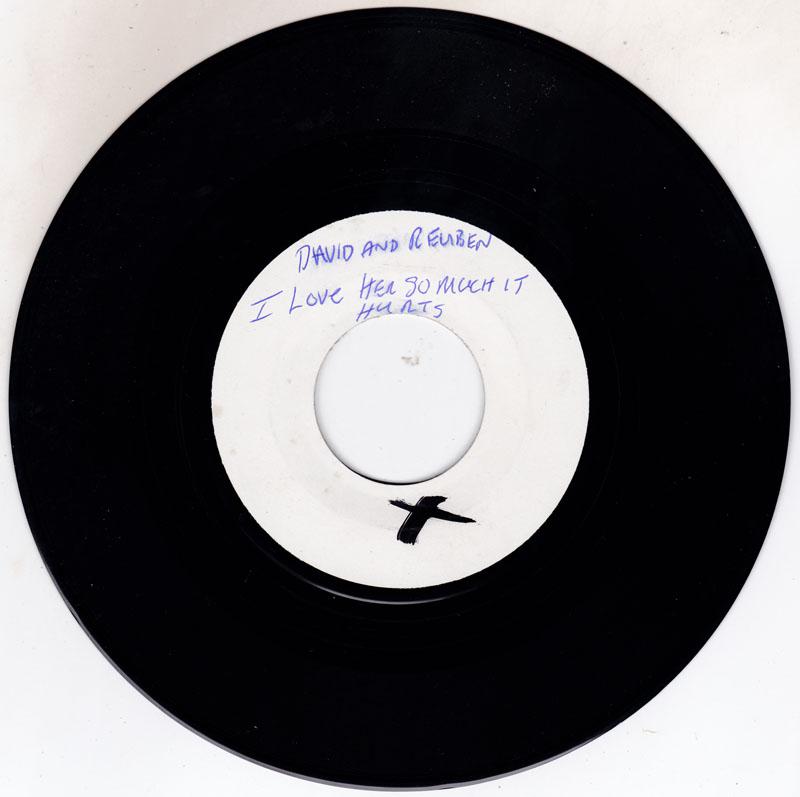 DAVID AND REUBEN
I LOVE HER SO MUCH IT
HURTS
X